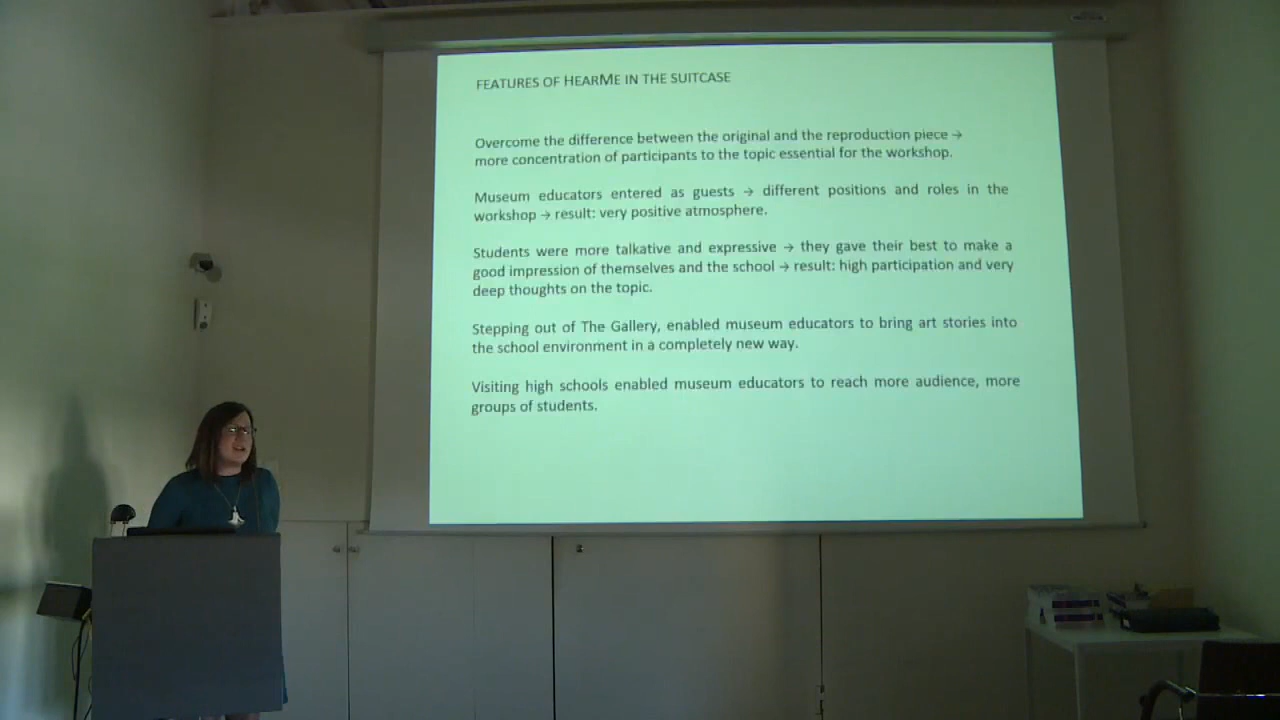 FEATURES OF HEARME IN THE SUITCASE
Overcome the difference between the original and the reproduction piece →
more concentration of participants to the topic essential for the workshop.
Museum educators entered as guests → different positions and roles in the
workshop → result: very positive atmosphere.
Students were more talkative and expressive → they gave their best to make a
good impression of themselves and the school → result: high participation and very
deep thoughts on the topic.
Stepping out of The Gallery, enabled museum educators to bring art stories into
the school environment in a completely new way.
Visiting high schools enabled museum educators to reach more audience, more
groups of students.